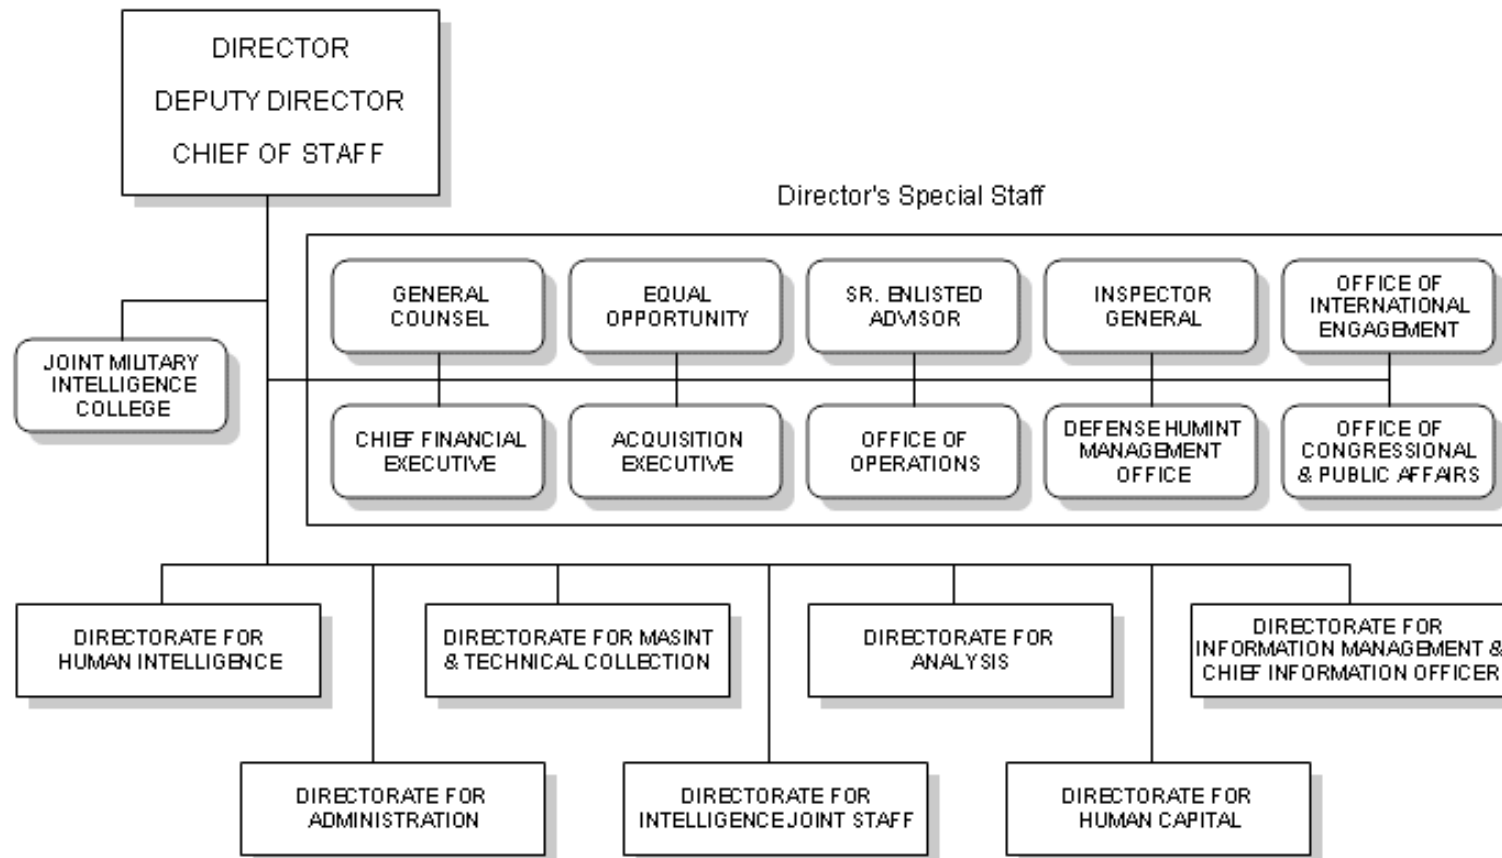 DIRECTOR
DEPUTY DIRECTOR
CHIEF OF STAFF
Director's Special Staff
GENERAL
COUNSEL
EQUAL
OPPORTUNITY
SR. ENLISTED
ADVISOR
INSPECTOR
GENERAL
OFFICE OF
INTERNATIONAL
ENGAGEMENT
JOINT MILITARY
INTELLIGENCE
COLLEGE
CHIEF FINANCIAL
EXECUTIVE
ACQUISITION
EXECUTIVE
OFFICE OF
OPERATIONS
DEFENSE HUMINT
MANAGEMENT
OFFICE
OFFICE OF
CONGRESSIONAL
& PUBLIC AFFAIRS
DIRECTORATE FOR
HUMAN INTELLIGENCE
DIRECTORATE FOR MASINT
& TECHNICAL COLLECTION
DIRECTORATE FOR
ANALYSIS
DIRECTORATE FOR
INFORMATION MANAGEMENT &
CHIEF INFORMATION OFFICER
DIRECTORATE FOR
ADMINISTRATION
DIRECTORATE FOR
INTELLIGENCE JOINT STAFF
DIRECTORATE FOR
HUMAN CAPITAL